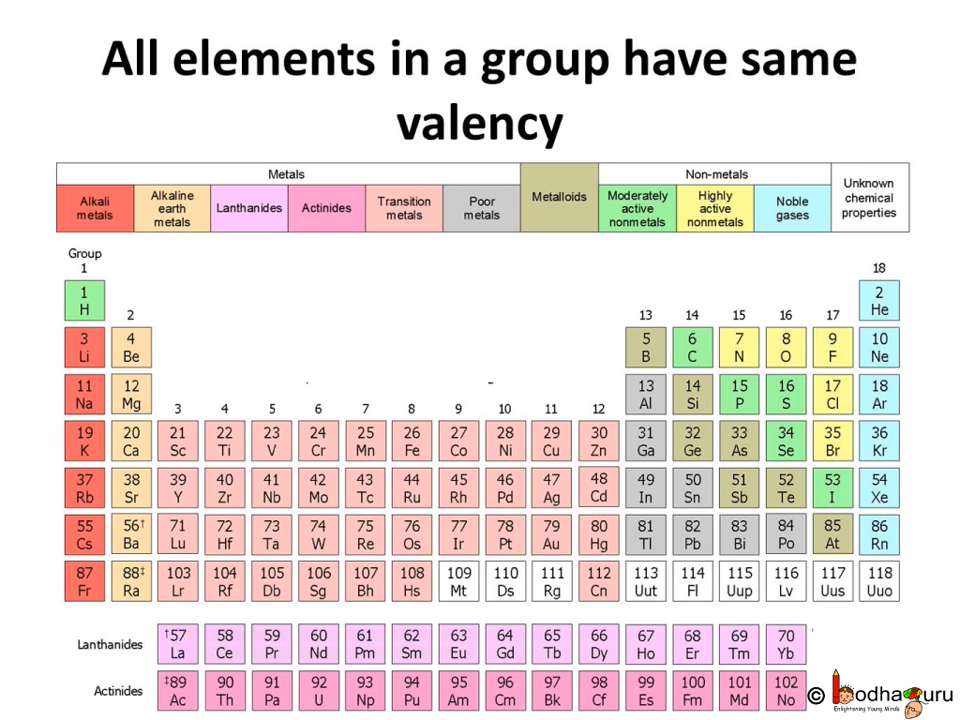 All elements in a group have same
valency
Metals
Non-metals
Alkali
metals
Alkaline
earth
metals
Lanthanides
Actinides
Transition
metals
Poor
metals
Metalloids
Moderately
active
nonmetals
Highly
active
nonmetals
Noble
gases
Unknown
chemical
properties
Group
1 18
1 2
H 2 He
13 14 15 16 17
3 4 5 6 7 8 9 10
Li Be B C N O F Ne
11 12 13 14 15 16 17 18
Na Mg Al Si P S Cl Ar
3 4 5 6 7 8 9 10 11 12
19 20 21 22 23 24 25 26 27 28 29 30 31 32 33 34 35 36
K Ca Sc Ti V Cr Mn Fe Co Ni Cu Zn Ga Ge As Se Br Kr
37 38 39 40 41 42 43 44 45 46 47 48 49 50 51 52 53 54
Rb Sr Y Zr Nb Mo Tc Ru Rh Pd Ag Cd In Sn Sb Te I Xe
55 56† 71 72 73 74 75 76 77 78 79 80 81 82 83 84 85 86
Cs Ba Lu Hf Ta W Re Os Ir Pt Au Hg Tl Pb Bi Po At Rn
87 88‡ 103 104 105 106 107 108 109 110 111 112 113 114 115 116 117 118
Fr Ra Lr Rf Db Sg Bh Hs Mt Ds Rg Cn Uut Fl Uup Lv Uus Uuo
†57 58 59 60 61 62 63 64 65 66 67 68 69 70
Lanthanides
La Ce Pr Nd Pm Sm Eu Gd Tb Dy Ho Er Tm Yb
‡89 90 91 92 93 94 95 96 97 98 99 100 101 102
Actinides
Ac Th Pa U Np Pu Am Cm Bk Cf Es Fm Md No
© Bodhaguru
Enlightening Young Minds